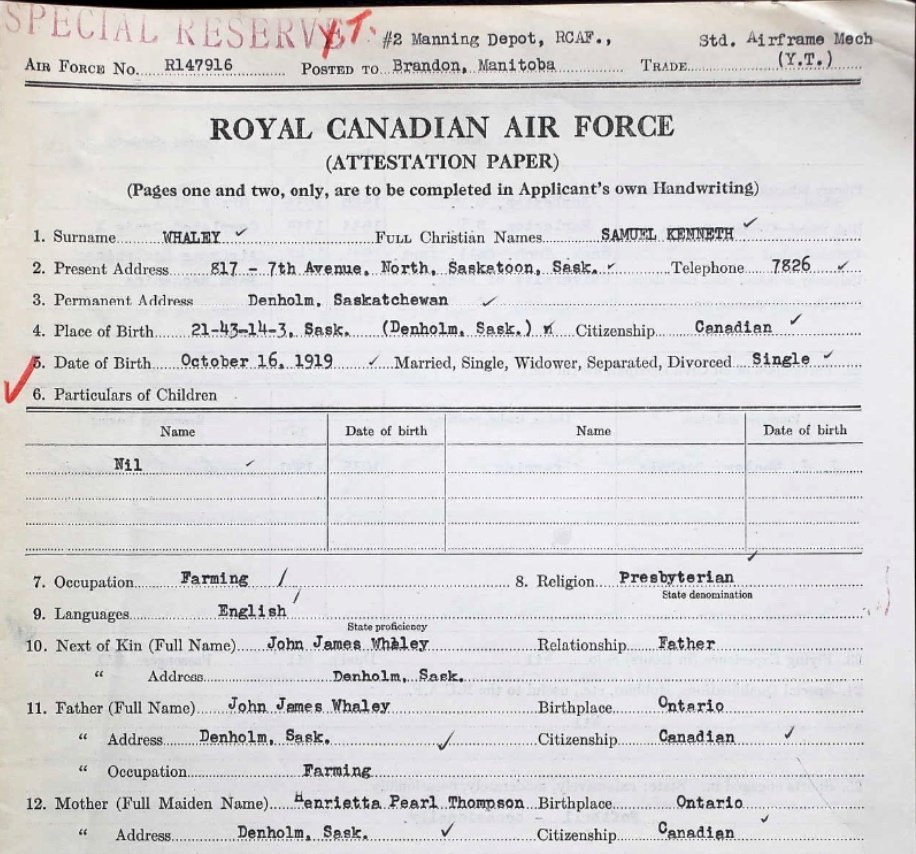 SPECIAL RESERVE Y.T. #2 Manning Depot, RCAF., Std. Airframe Mech
AIR FORCE NO. R147916 POSTED TO Brandon, Manitoba TRADE (Y.T.)
ROYAL CANADIAN AIR FORCE
(ATTESTATION PAPER)
(Pages one and two, only, are to be completed in Applicant's own Handwriting)
1. Surname WHALEY FULL Christian Names SAMUEL KENNETH
2. Present Address 817 - 7th Avenue, North, Saskatoon, Sask. Telephone 7826
3. Permanent Address Denholm, Saskatchewan
4. Place of Birth 21-43-14-3, Sask. (Denholm, Sask.) Citizenship Canadian
5. Date of Birth October 16, 1919 Married, Single, Widower, Separated, Divorced Single
6. Particulars of Children
Name Date of birth Name Date of birth
Nil
7. Occupation Farming 8. Religion Presbyterian
State denomination
9. Languages English
State proficiency
10. Next of Kin (Full Name) John James Whaley Relationship Father
" Address Denholm, Sask.
11. Father (Full Name) John James Whaley Birthplace Ontario
" Address Denholm, Sask. Citizenship Canadian
" Occupation Farming
12. Mother (Full Maiden Name) Henrietta Pearl Thompson Birthplace Ontario
" Address Denholm, Sask. Citizenship Canadian